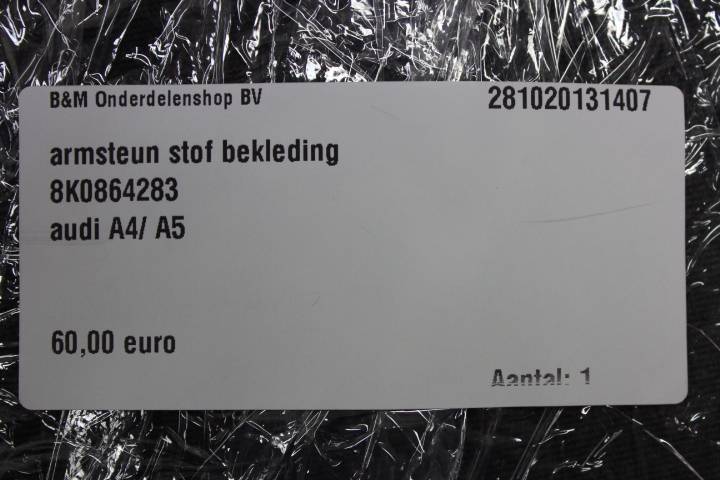 B&M Onderdelenshop BV 281020131407
armsteun stof bekleding
8K0864283
audi A4/ A5
60,00 euro
Aantal: 1